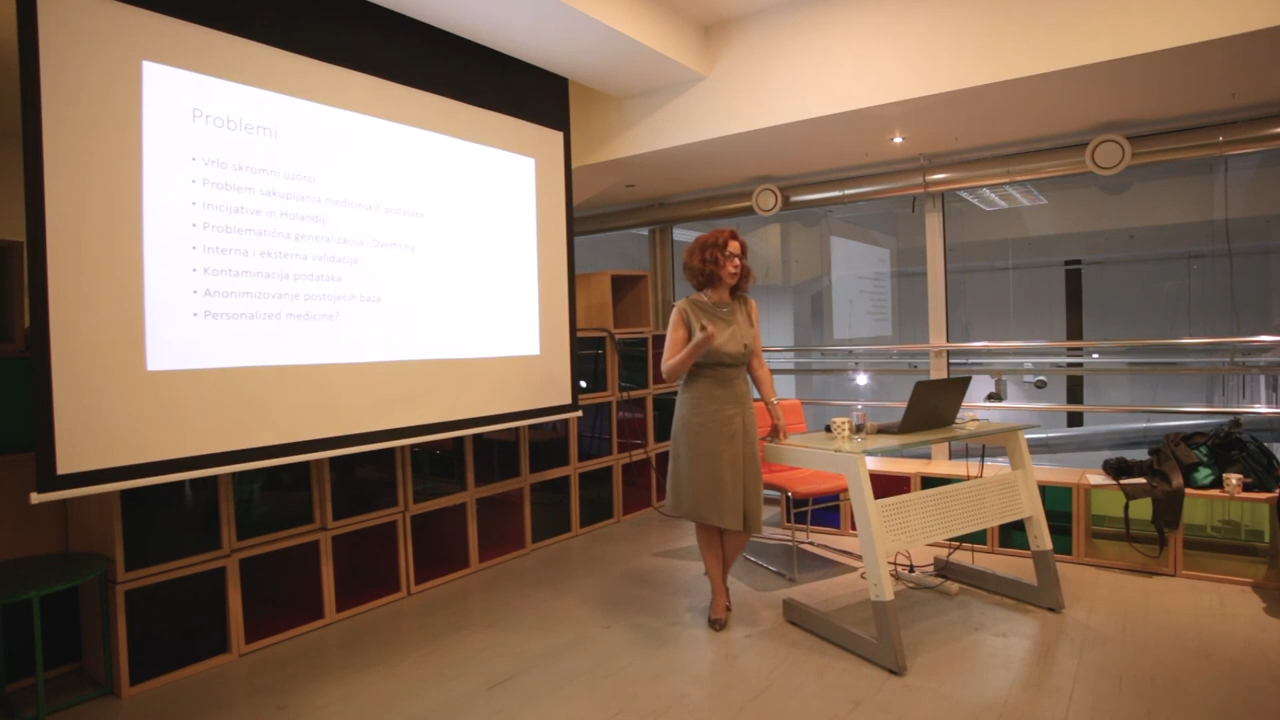 Problemi
• Vrlo skromni uzorci
• Problem sakupljanja medicinskih podataka
• Inicijative in Holandiji
• Problematična generalizacija i Overfiting
• Interna i eksterna validacija
• Kontaminacija podataka
• Anonimizovanje postojecih baza
• Personalized medicine?